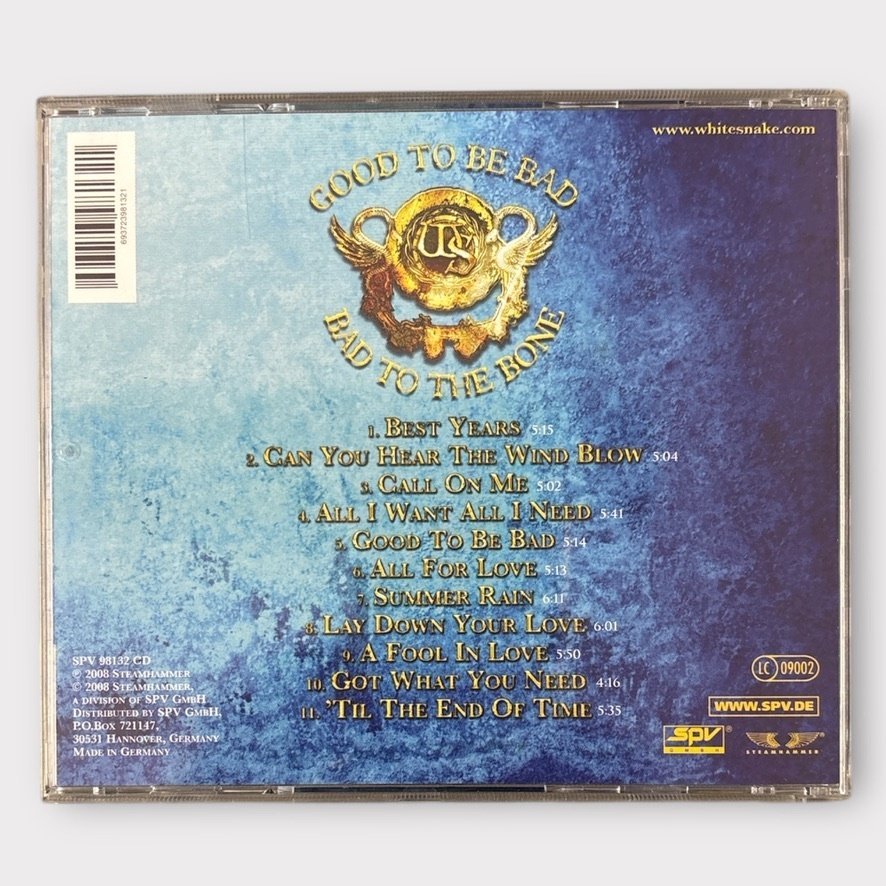 www.whitesnake.com
693723981321
GOOD TO BE BAD
WS
BAD TO THE BONE
1. BEST YEARS 5:15
2. CAN YOU HEAR THE WIND BLOW 5:04
3. CALL ON ME 5:02
4. ALL I WANT ALL I NEED 5:41
5. GOOD TO BE BAD 5:14
6. ALL FOR LOVE 5:13
7. SUMMER RAIN 6:11
8. LAY DOWN YOUR LOVE 6:01
9. A FOOL IN LOVE 5:50
10. GOT WHAT YOU NEED 4:16
11. 'TIL THE END OF TIME 5:35
SPV 98132 CD
℗ 2008 STEAMHAMMER
© 2008 STEAMHAMMER,
A DIVISION OF SPV GMBH
DISTRIBUTED BY SPV GMBH,
P.O.BOX 721147,
30531 HANNOVER, GERMANY
MADE IN GERMANY
LC 09002
WWW.SPV.DE
spv ®
GMBH
®
STEAMHAMMER